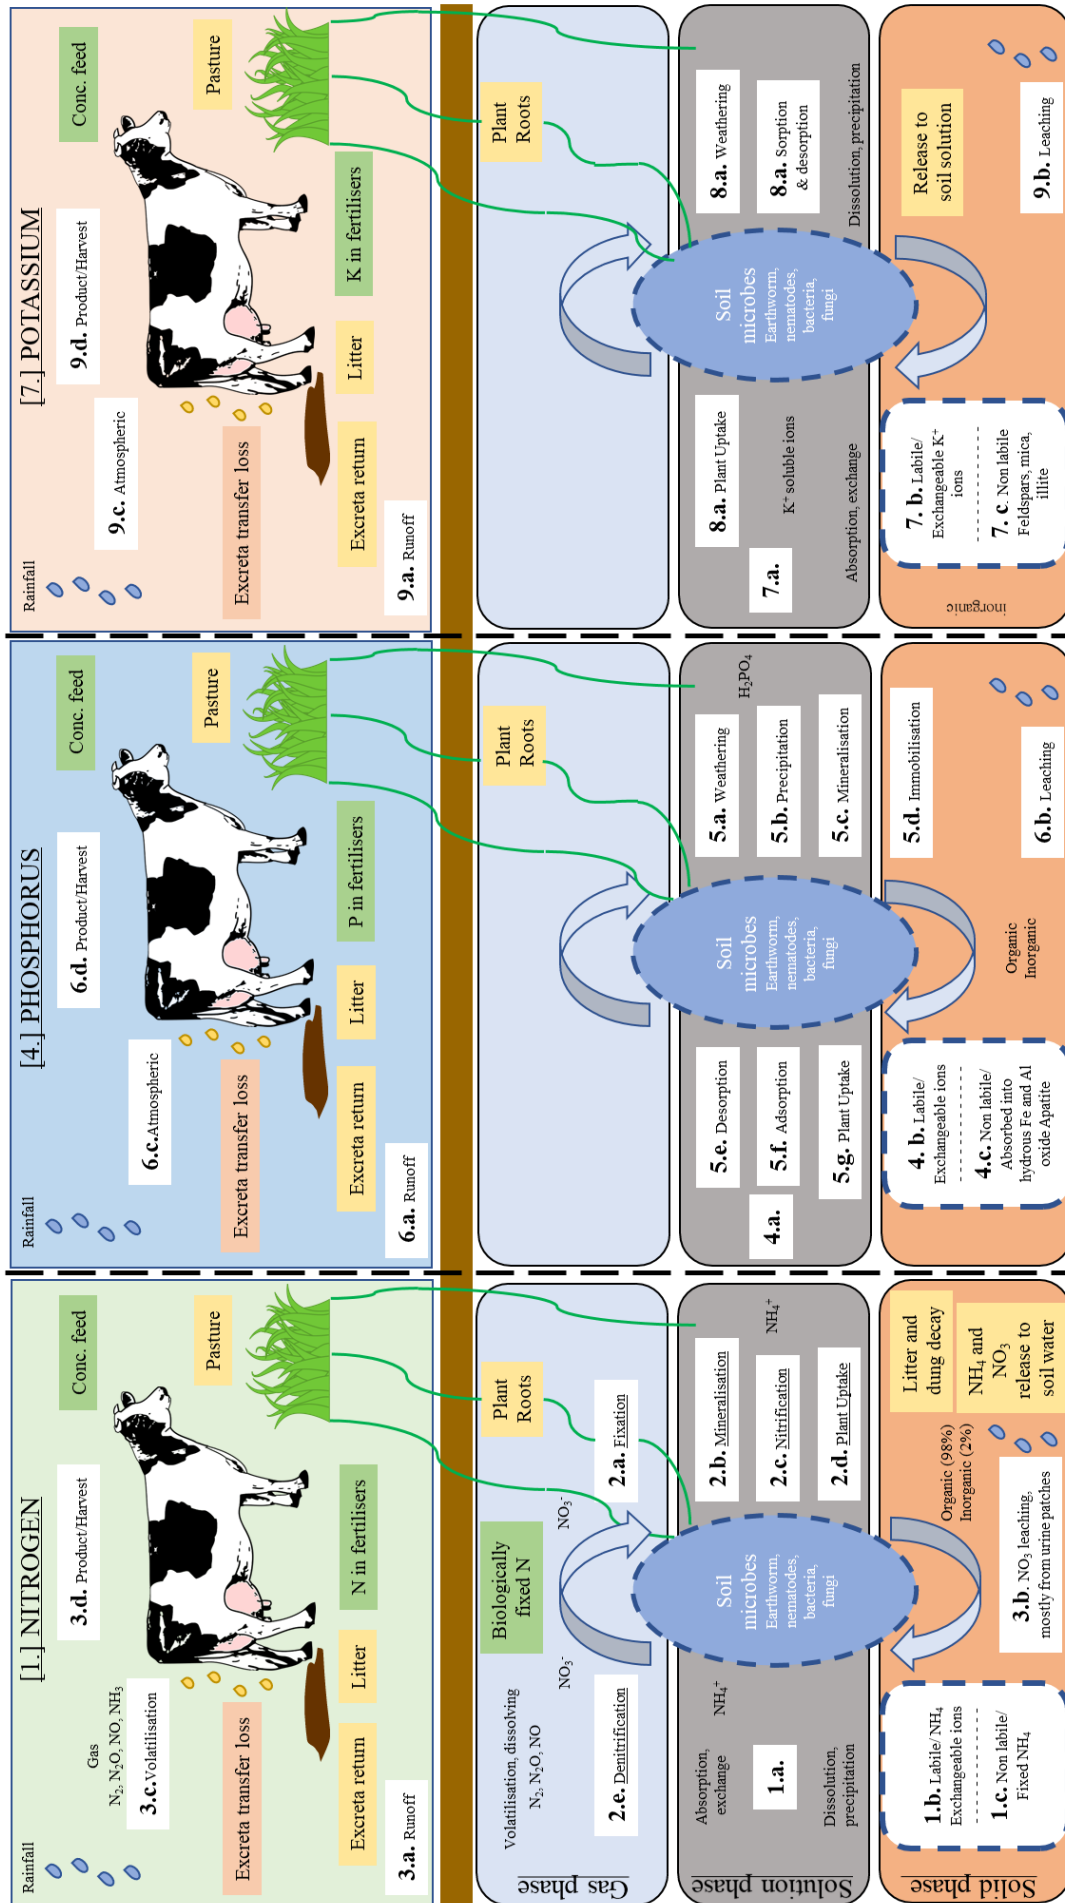 [1.] NITROGEN
Rainfall
Gas
N₂, N₂O, NO, NH₃
3.c.Volatilisation
3.d. Product/Harvest
Conc. feed
Excreta transfer loss
Pasture
3.a. Runoff
Excreta return
Litter
N in fertilisers
Gas phase
Volatilisation, dissolving
N₂, N₂O, NO
2.e. Denitrification
Biologically
fixed N
NO₃⁻
NO₃⁻
Plant
Roots
2.a. Fixation
Solution phase
Absorption,
exchange
NH₄⁺
1.a.
Dissolution,
precipitation
Soil
microbes
Earthworm,
nematodes,
bacteria,
fungi
2.b. Mineralisation
2.c. Nitrification
2.d. Plant Uptake
NH₄⁺
Solid phase
1.b. Labile/ NH4
Exchangeable ions
1.c. Non labile/
Fixed NH₄
Organic (98%)
Inorganic (2%)
3.b. NO₃ leaching,
mostly from urine patches
Litter and
dung decay
NH₄ and
NO₃
release to
soil water
[4.] PHOSPHORUS
Rainfall
6.c.Atmospheric
6.d. Product/Harvest
Conc. feed
Excreta transfer loss
Pasture
6.a. Runoff
Excreta return
Litter
P in fertilisers
Plant
Roots
5.e. Desorption
5.f. Adsorption
4.a.
5.g. Plant Uptake
Soil
microbes
Earthworm,
nematodes,
bacteria,
fungi
5.a. Weathering
5.b. Precipitation
5.c. Mineralisation
H₂PO₄
4. b. Labile/
Exchangeable ions
4.c. Non labile/
Absorbed into
hydrous Fe and Al
oxide Apatite
Organic
Inorganic
5.d. Immobilisation
6.b. Leaching
[7.] POTASSIUM
Rainfall
9.c. Atmospheric
9.d. Product/Harvest
Conc. feed
Excreta transfer loss
Pasture
9.a. Runoff
Excreta return
Litter
K in fertilisers
Plant
Roots
8.a. Plant Uptake
7.a.
K⁺ soluble ions
Absorption, exchange
Soil
microbes
Earthworm,
nematodes,
bacteria,
fungi
8.a. Weathering
8.a. Sorption
& desorption
Dissolution, precipitation
inorganic
7. b. Labile/
Exchangeable K⁺
ions
7. c. Non labile
Feldspars, mica,
illite
Release to
soil solution
9.b. Leaching